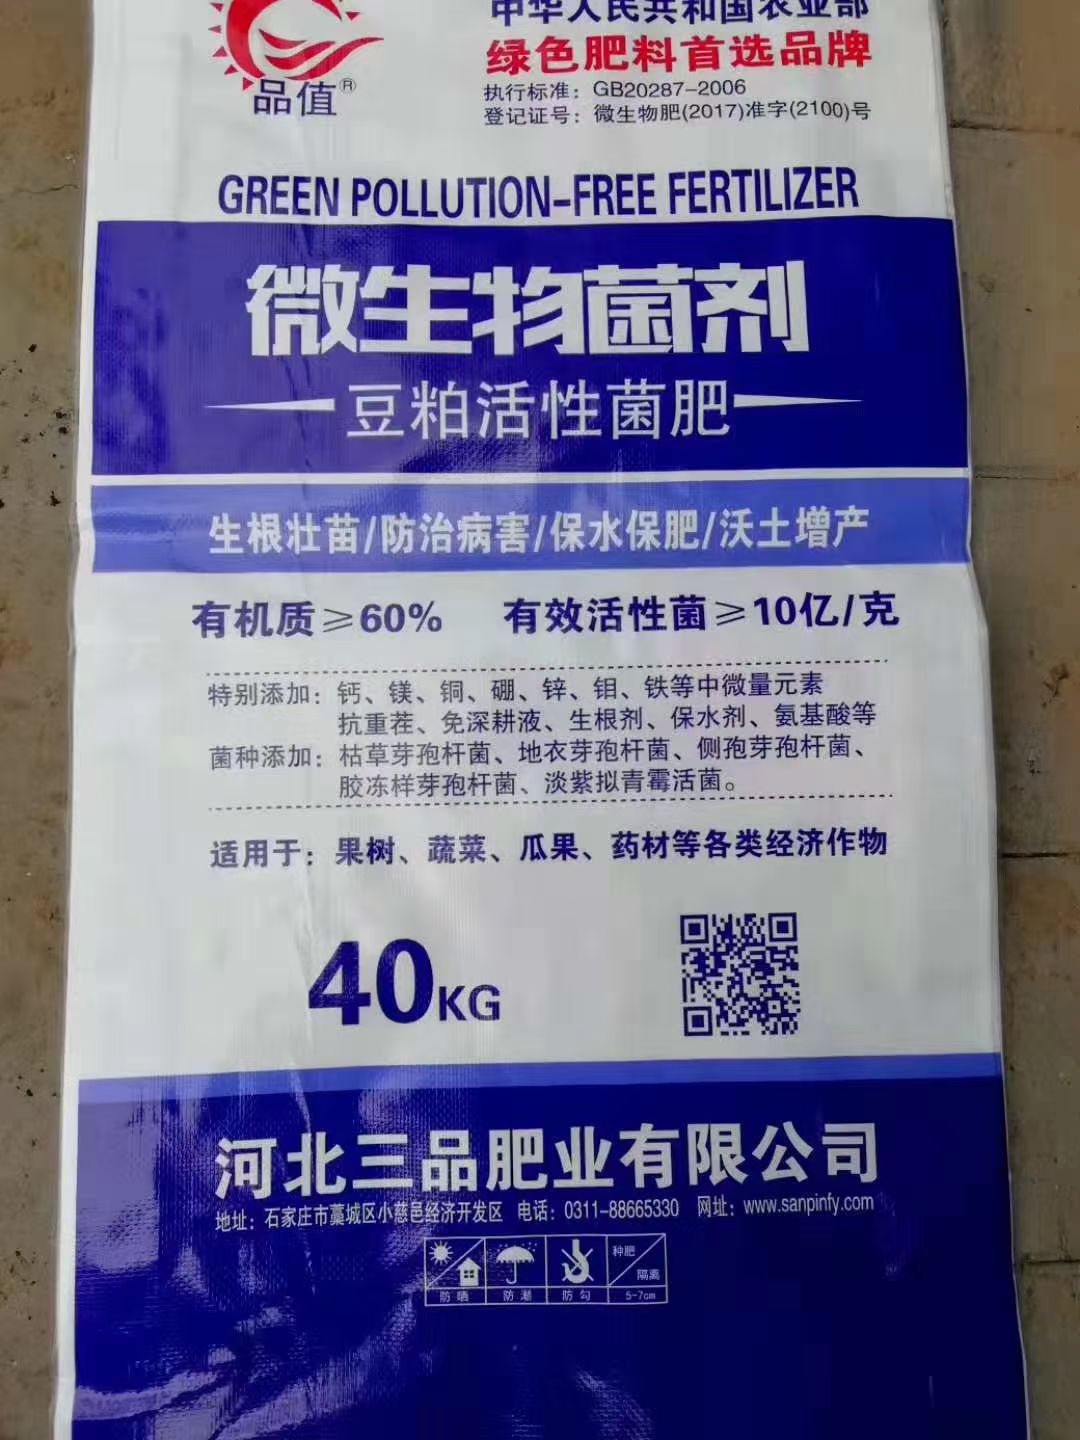 中华人民共和国农业部
绿色肥料首选品牌
品值®
执行标准：GB20287-2006
登记证号：微生物肥(2017)准字(2100)号
GREEN POLLUTION-FREE FERTILIZER
微生物菌剂
豆粕活性菌肥
生根壮苗/防治病害/保水保肥/沃土增产
有机质≥60% 有效活性菌≥10亿/克
特别添加：钙、镁、铜、硼、锌、钼、铁等中微量元素
抗重茬、免深耕液、生根剂、保水剂、氨基酸等
菌种添加：枯草芽孢杆菌、地衣芽孢杆菌、侧孢芽孢杆菌、
胶冻样芽孢杆菌、淡紫拟青霉活菌。
适用于：果树、蔬菜、瓜果、药材等各类经济作物
40KG
河北三品肥业有限公司
地址：石家庄市藁城区小慈邑经济开发区 电话：0311-88665330 网址：www.sanpinfy.com
种肥
隔离
防晒 防潮 防勾 5-7cm